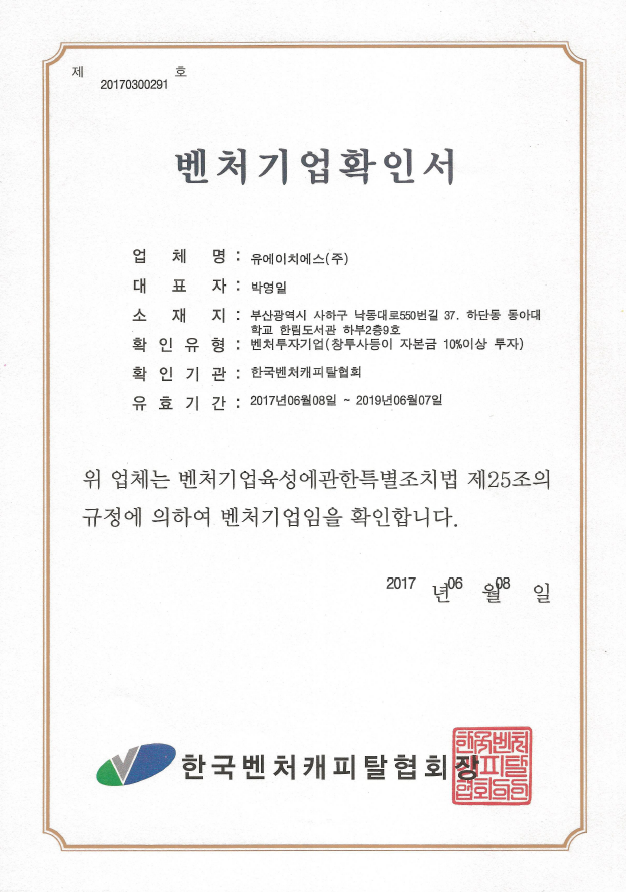 제 호
20170300291
벤처기업확인서
업 체 명 : 유에이치에스(주)
대 표 자 : 박영일
소 재 지 : 부산광역시 사하구 낙동대로550번길 37. 하단동 동아대
학교 한림도서관 하부2층9호
확 인 유 형 : 벤처투자기업(창투사등이 자본금 10%이상 투자)
확 인 기 관 : 한국벤처캐피탈협회
유 효 기 간 : 2017년06월08일 ~ 2019년06월07일
위 업체는 벤처기업육성에관한특별조치법 제25조의
규정에 의하여 벤처기업임을 확인합니다.
2017 년 06 월 08 일
한국벤처캐피탈협회장